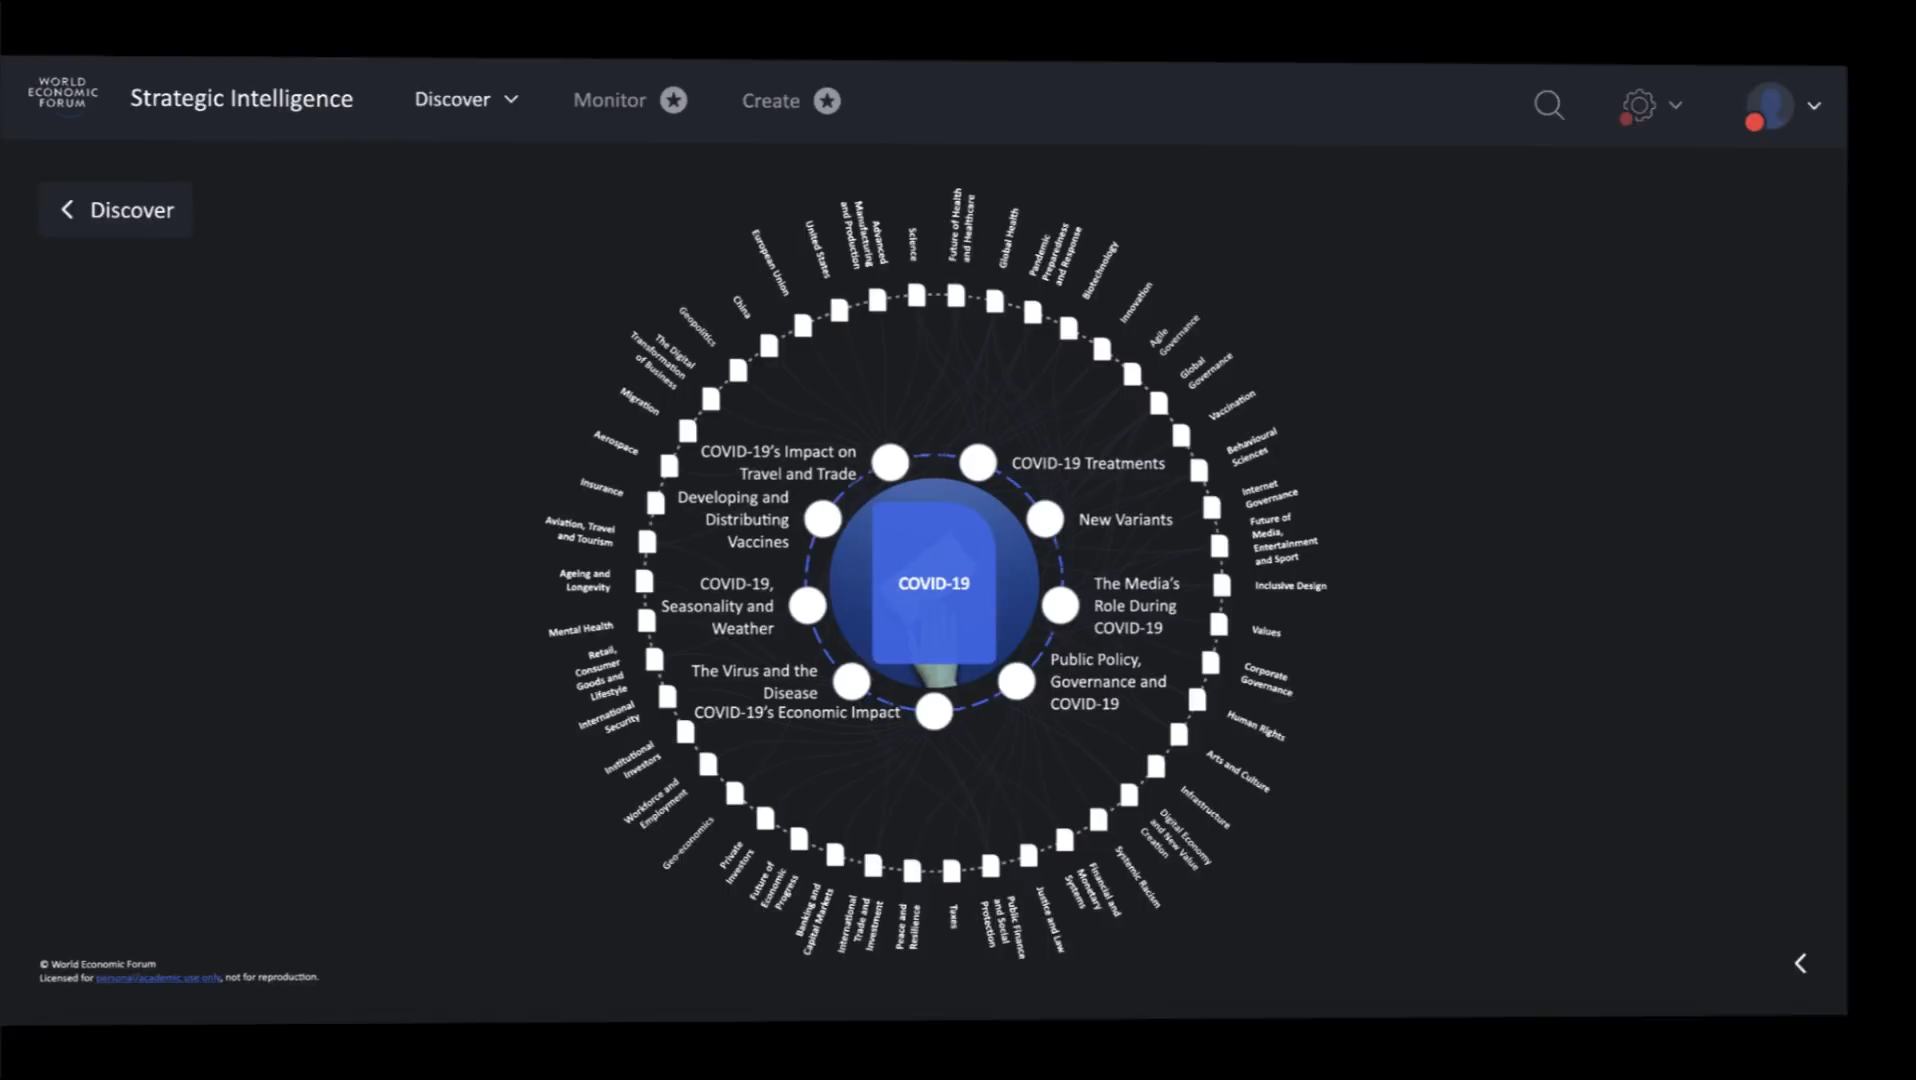 WORLD
ECONOMIC
FORUM
Strategic Intelligence
Discover
Monitor
Create
Discover
Science
Future of Health
and Healthcare
Global Health
Pandemic
Preparedness
and Response
Biotechnology
Innovation
Agile
Governance
Global
Governance
Vaccination
Behavioural
Sciences
Internet
Governance
Future of
Media,
Entertainment
and Sport
Inclusive Design
Values
Corporate
Governance
Human Rights
Arts and Culture
Infrastructure
Digital Economy
and New Value
Creation
Systemic Racism
Financial and
Monetary
Systems
Justice and Law
Public Finance
and Social
Protection
Taxes
Peace and
Resilience
International
Trade and
Investment
Banking and
Capital Markets
Future of
Economic
Progress
Private
Investors
Geo-economics
Workforce and
Employment
Institutional
Investors
International
Security
Retail,
Consumer
Goods and
Lifestyle
Mental Health
Ageing and
Longevity
Aviation, Travel
and Tourism
Insurance
Aerospace
Migration
The Digital
Transformation
of Business
Geopolitics
China
European Union
United States
Advanced
Manufacturing
and Production
COVID-19's Impact on
Travel and Trade
COVID-19 Treatments
Developing and
Distributing
Vaccines
New Variants
COVID-19,
Seasonality and
Weather
COVID-19
The Media's
Role During
COVID-19
The Virus and the
Disease
Public Policy,
Governance and
COVID-19
COVID-19's Economic Impact
© World Economic Forum
Licensed for personal/academic use only, not for reproduction.